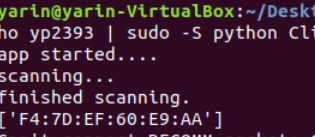 yarin@yarin-VirtualBox:~/Deskt
ho yp2393 | sudo -S python Cli
app started....
scanning...
finished scanning.
['F4:7D:EF:60:E9:AA']